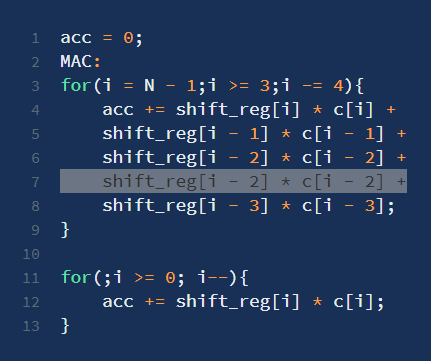 1 acc = 0;
2 MAC:
3 for(i = N - 1;i >= 3;i -= 4){
4 acc += shift_reg[i] * c[i] +
5 shift_reg[i - 1] * c[i - 1] +
6 shift_reg[i - 2] * c[i - 2] +
7 shift_reg[i - 2] * c[i - 2] +
8 shift_reg[i - 3] * c[i - 3];
9 }
10
11 for(;i >= 0; i--){
12 acc += shift_reg[i] * c[i];
13 }